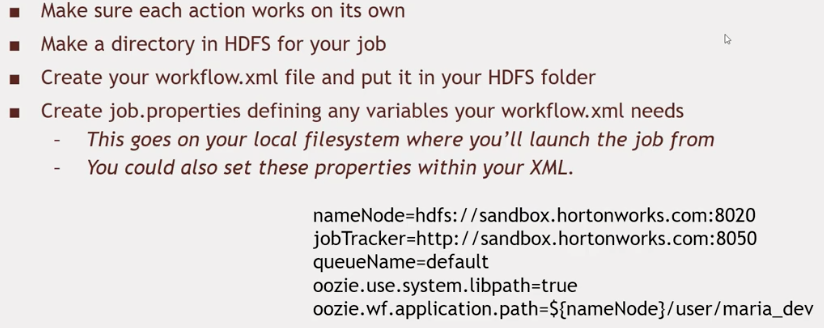 ▪ Make sure each action works on its own
▪ Make a directory in HDFS for your job
▪ Create your workflow.xml file and put it in your HDFS folder
▪ Create job.properties defining any variables your workflow.xml needs
– This goes on your local filesystem where you'll launch the job from
– You could also set these properties within your XML.
nameNode=hdfs://sandbox.hortonworks.com:8020
jobTracker=http://sandbox.hortonworks.com:8050
queueName=default
oozie.use.system.libpath=true
oozie.wf.application.path=${nameNode}/user/maria_dev